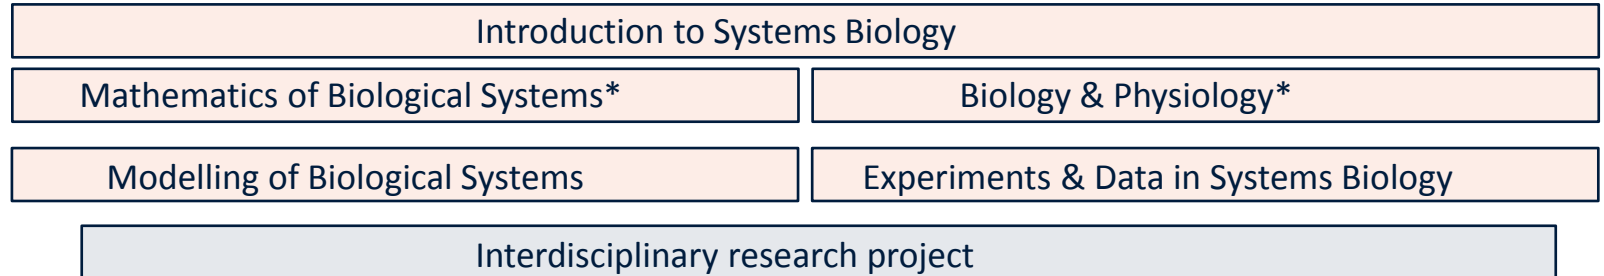 Introduction to Systems Biology
Mathematics of Biological Systems*
Biology & Physiology*
Modelling of Biological Systems
Experiments & Data in Systems Biology
Interdisciplinary research project